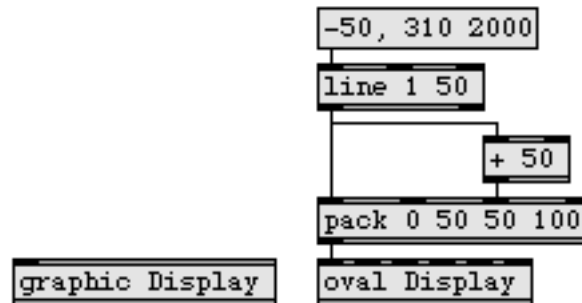 -50, 310 2000
line 1 50
+ 50
pack 0 50 50 100
graphic Display
oval Display